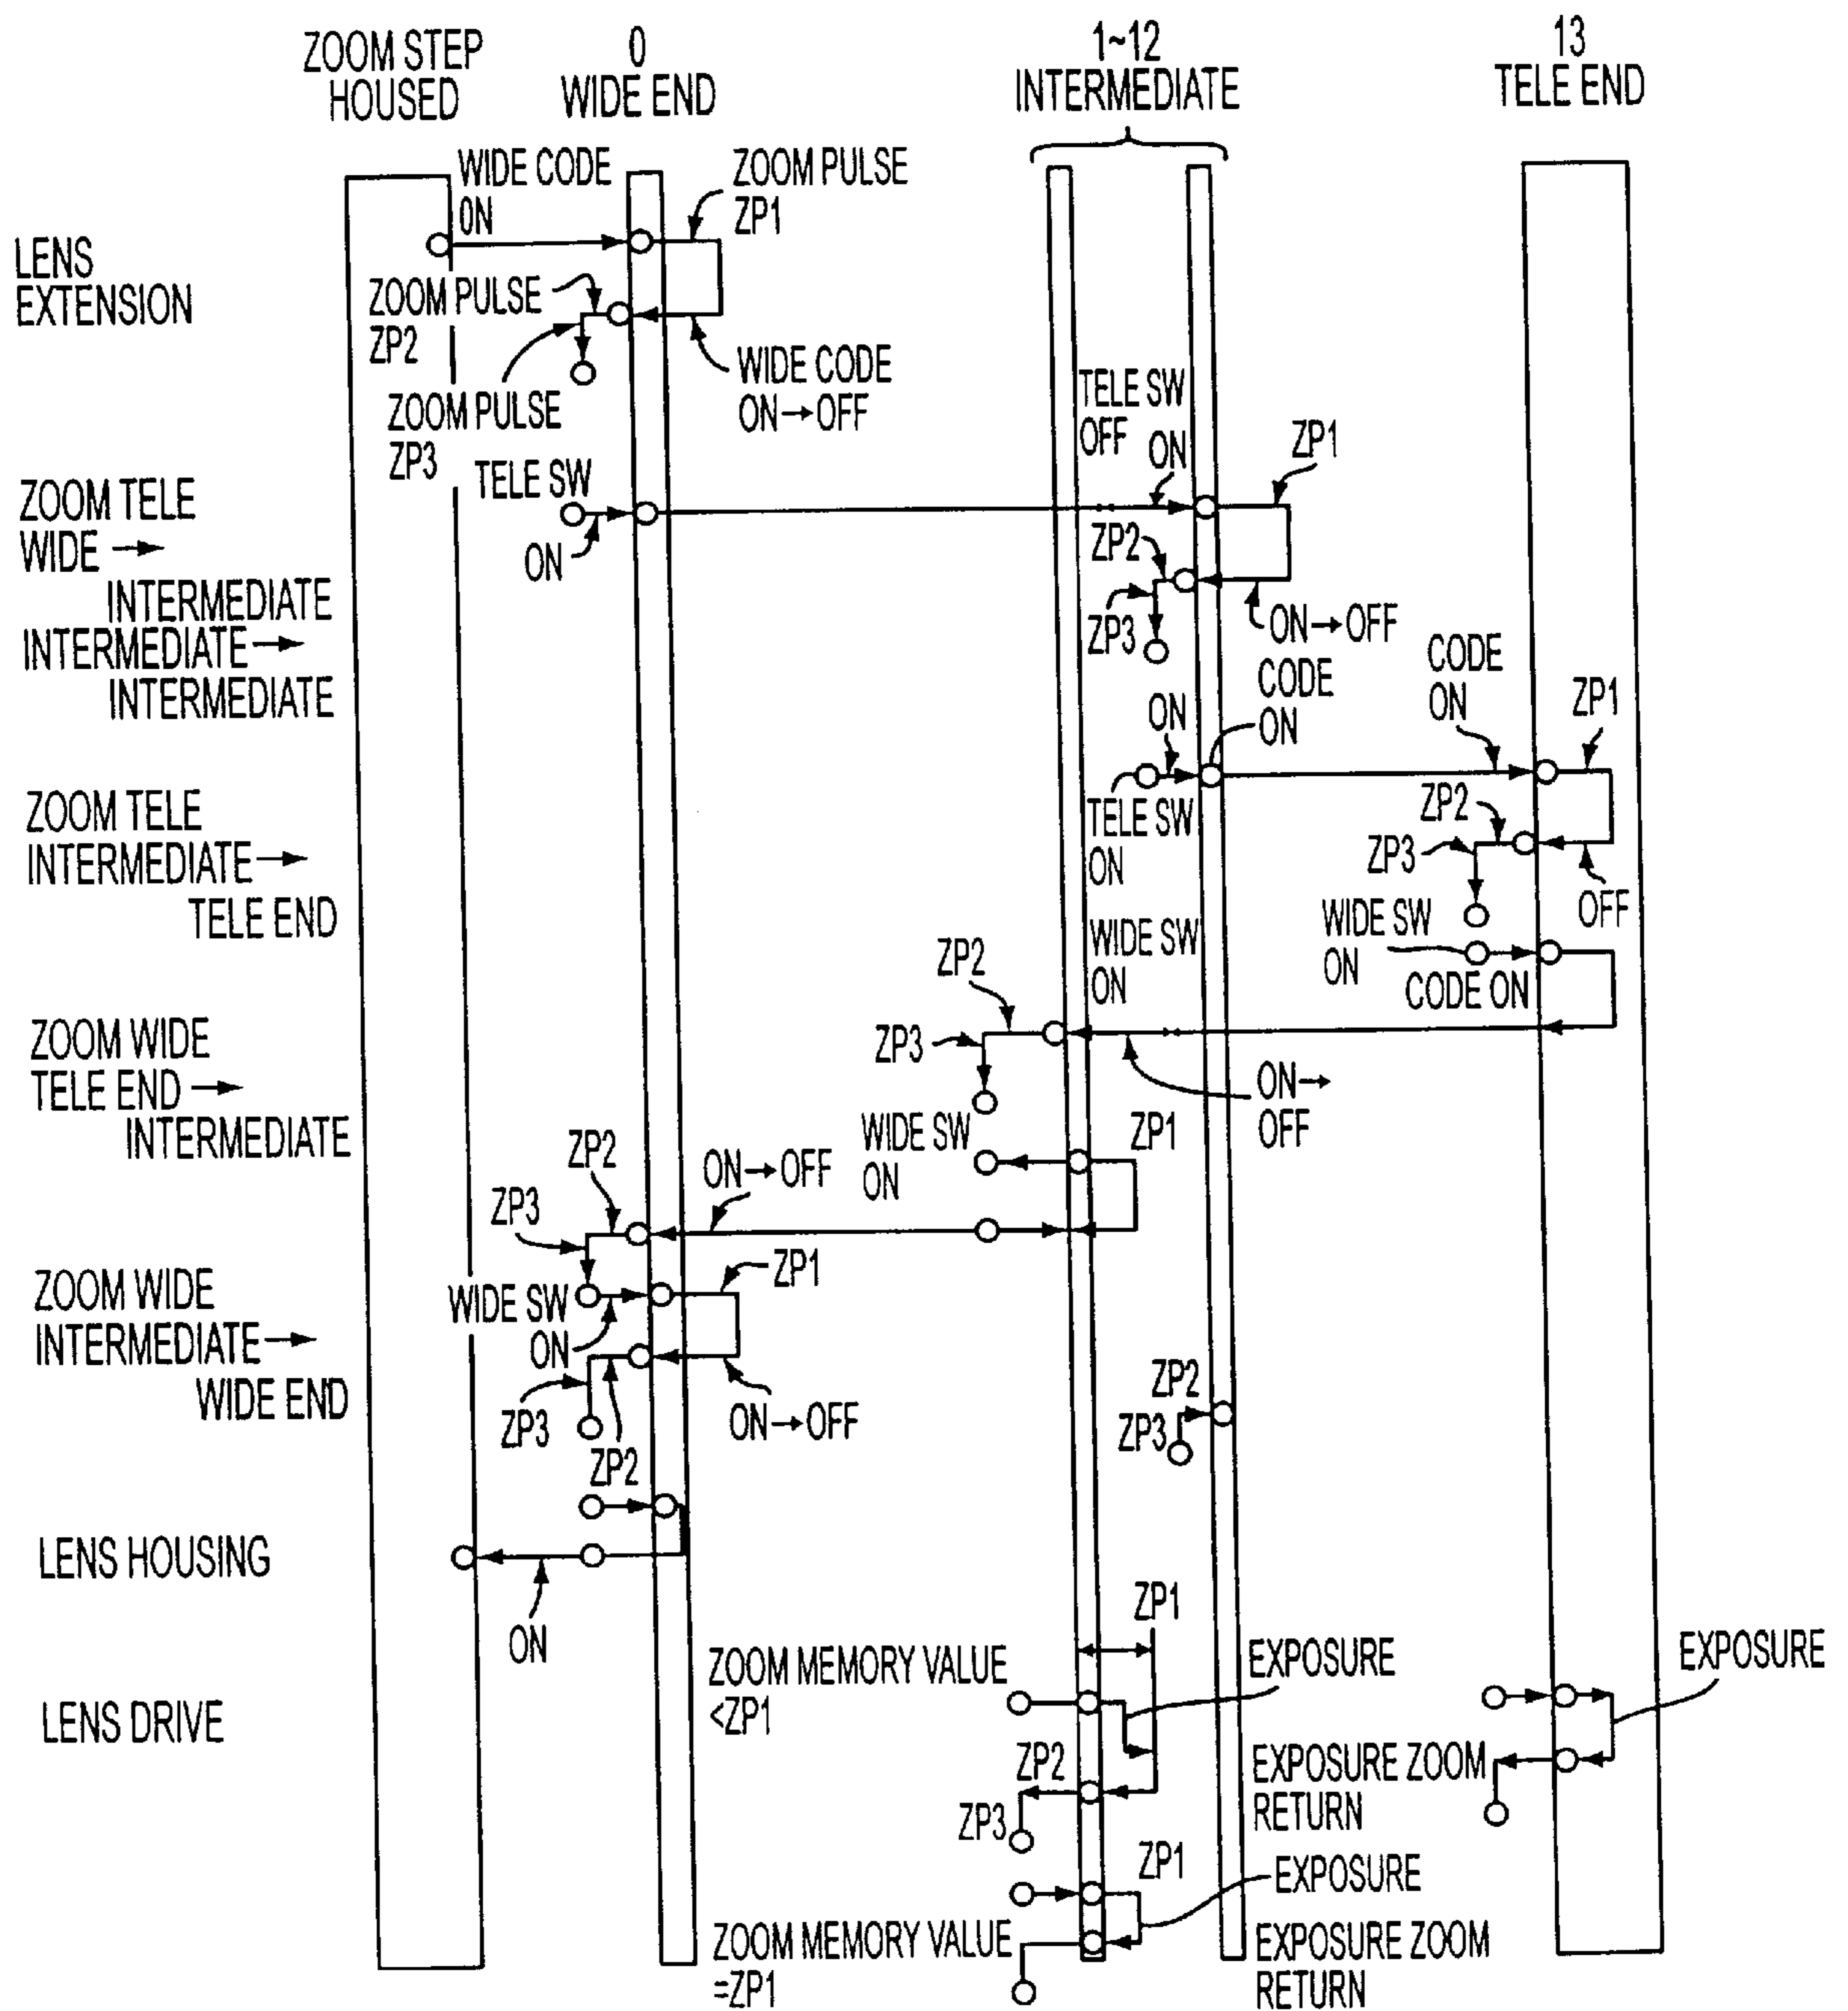 ZOOM STEP
HOUSED
0
WIDE END
1~12
INTERMEDIATE
13
TELE END
LENS
EXTENSION
WIDE CODE
ON
ZOOM PULSE
ZP1
ZOOM PULSE
ZP2
ZOOM PULSE
ZP3
WIDE CODE
ON→OFF
ZOOM TELE
WIDE →
INTERMEDIATE
INTERMEDIATE →
INTERMEDIATE
TELE SW
ON
TELE SW
OFF
ON
ZP1
ZP2
ZP3
ON→OFF
CODE
ON
ZOOM TELE
INTERMEDIATE →
TELE END
ON
TELE SW
ON
CODE
ON
ZP1
ZP2
ZP3
OFF
WIDE SW
ON
CODE ON
ZOOM WIDE
TELE END →
INTERMEDIATE
WIDE SW
ON
ZP2
ZP3
ON→
OFF
WIDE SW
ON
ZP1
ON→OFF
ZP2
ZP3
ZOOM WIDE
INTERMEDIATE →
WIDE END
WIDE SW
ON
ZP1
ON→OFF
ZP3
ZP2
ZP2
ZP3
LENS HOUSING
ON
LENS DRIVE
ZOOM MEMORY VALUE
<ZP1
ZP1
EXPOSURE
ZP2
ZP3
EXPOSURE ZOOM
RETURN
EXPOSURE
ZOOM MEMORY VALUE
=ZP1
ZP1
EXPOSURE
EXPOSURE ZOOM
RETURN